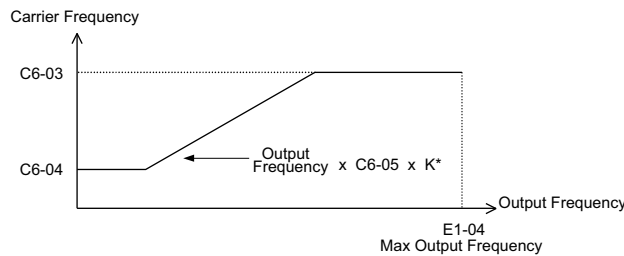 Carrier Frequency
C6-03
C6-04
Output
Frequency x C6-05 x K*
Output Frequency
E1-04
Max Output Frequency